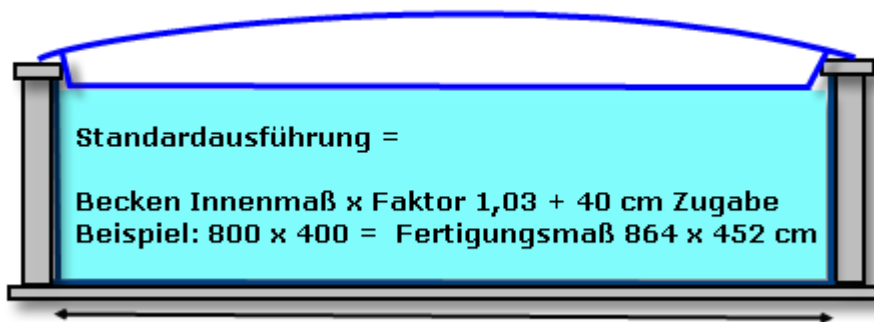 Standardausführung =
Becken Innenmaß x Faktor 1,03 + 40 cm Zugabe
Beispiel: 800 x 400 = Fertigungsmaß 864 x 452 cm